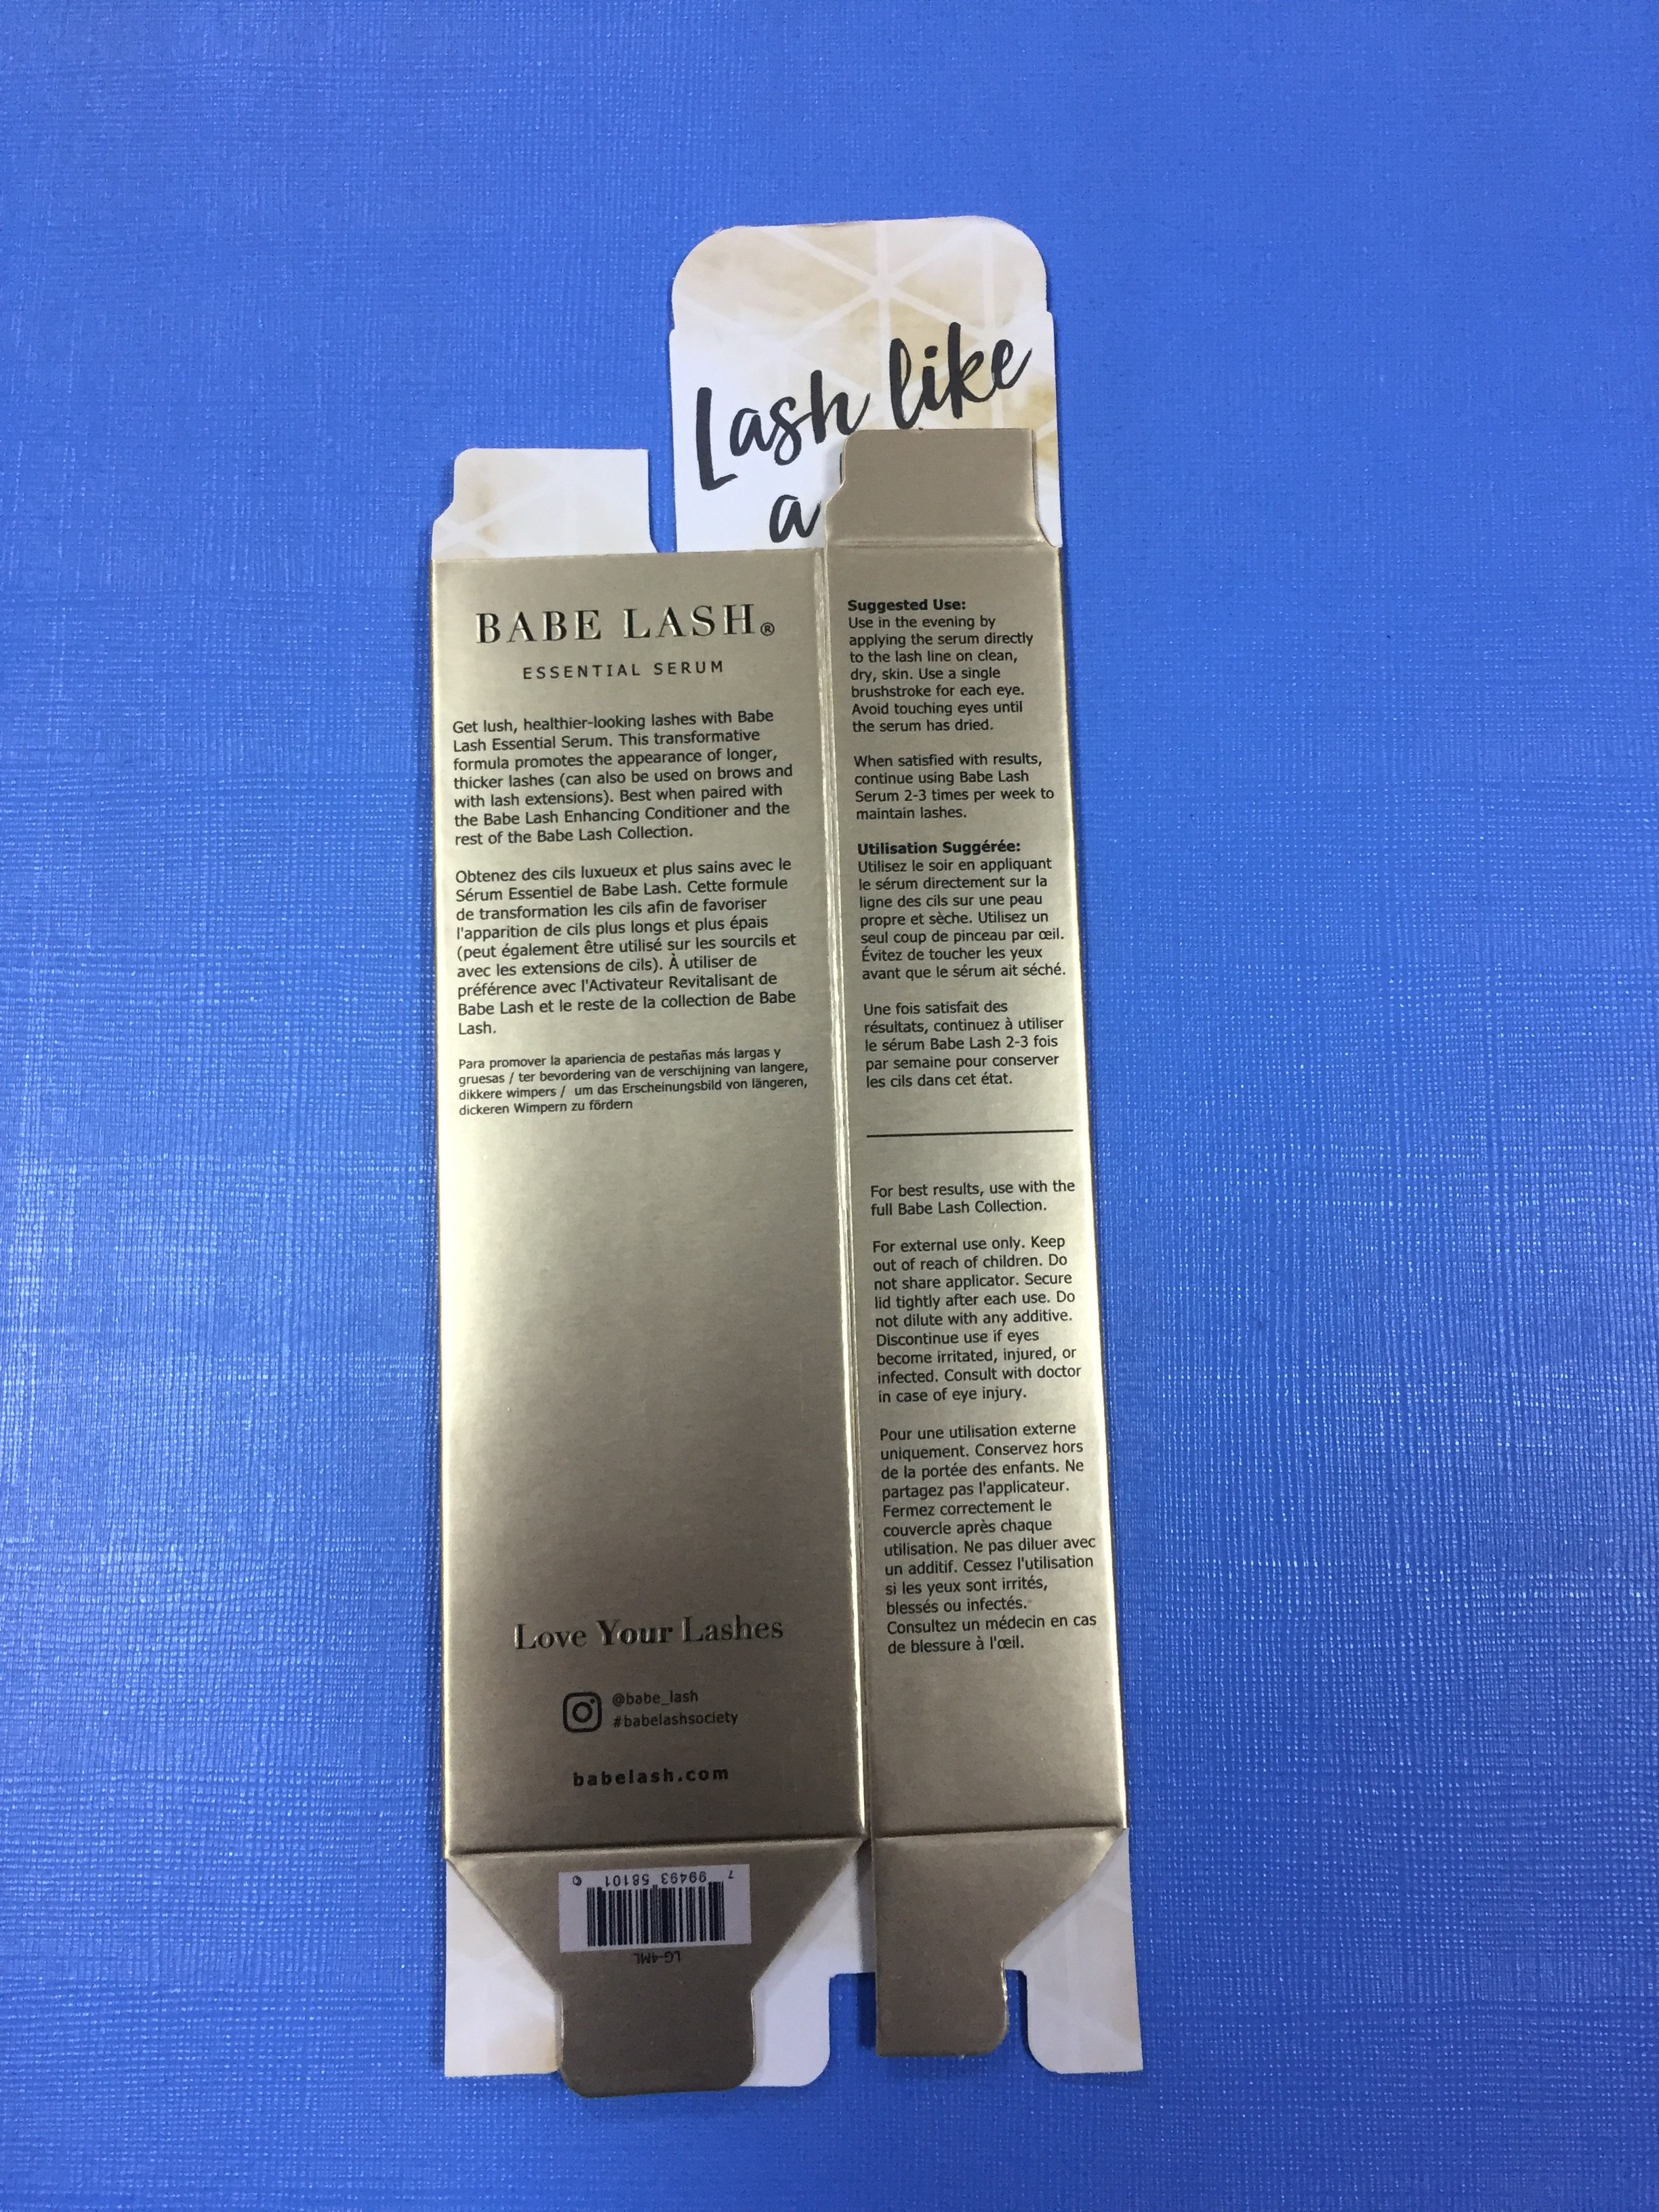 Lash like
a
BABE LASH®
ESSENTIAL SERUM
Get lush, healthier-looking lashes with Babe
Lash Essential Serum. This transformative
formula promotes the appearance of longer,
thicker lashes (can also be used on brows and
with lash extensions). Best when paired with
the Babe Lash Enhancing Conditioner and the
rest of the Babe Lash Collection.
Obtenez des cils luxueux et plus sains avec le
Sérum Essentiel de Babe Lash. Cette formule
de transformation les cils afin de favoriser
l'apparition de cils plus longs et plus épais
(peut également être utilisé sur les sourcils et
avec les extensions de cils). À utiliser de
préférence avec l'Activateur Revitalisant de
Babe Lash et le reste de la collection de Babe
Lash.
Para promover la apariencia de pestañas más largas y
gruesas / ter bevordering van de verschijning van langere,
dikkere wimpers / um das Erscheinungsbild von längeren,
dickeren Wimpern zu fördern
Love Your Lashes
@babe_lash
#babelashsociety
babelash.com
7 99493 58101 0
LG-4ML
Suggested Use:
Use in the evening by
applying the serum directly
to the lash line on clean,
dry, skin. Use a single
brushstroke for each eye.
Avoid touching eyes until
the serum has dried.
When satisfied with results,
continue using Babe Lash
Serum 2-3 times per week to
maintain lashes.
Utilisation Suggérée:
Utilisez le soir en appliquant
le sérum directement sur la
ligne des cils sur une peau
propre et sèche. Utilisez un
seul coup de pinceau par œil.
Évitez de toucher les yeux
avant que le sérum ait séché.
Une fois satisfait des
résultats, continuez à utiliser
le sérum Babe Lash 2-3 fois
par semaine pour conserver
les cils dans cet état.
For best results, use with the
full Babe Lash Collection.
For external use only. Keep
out of reach of children. Do
not share applicator. Secure
lid tightly after each use. Do
not dilute with any additive.
Discontinue use if eyes
become irritated, injured, or
infected. Consult with doctor
in case of eye injury.
Pour une utilisation externe
uniquement. Conservez hors
de la portée des enfants. Ne
partagez pas l'applicateur.
Fermez correctement le
couvercle après chaque
utilisation. Ne pas diluer avec
un additif. Cessez l'utilisation
si les yeux sont irrités,
blessés ou infectés.
Consultez un médecin en cas
de blessure à l'œil.